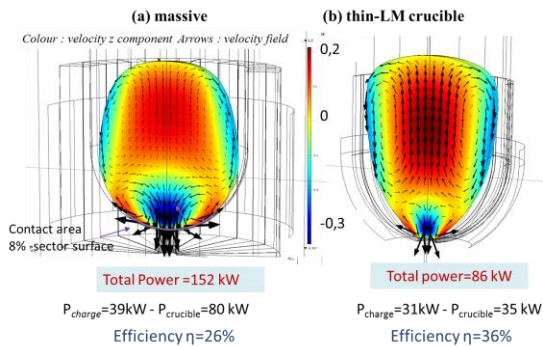 (a) massive
(b) thin-LM crucible
Colour : velocity z component Arrows : velocity field
0,2
0
-0,3
Contact area
8% -sector surface
Total Power =152 kW
Total power=86 kW
Pcharge=39kW - Pcrucible=80 kW
Pcharge=31kW - Pcrucible=35 kW
Efficiency η=26%
Efficiency η=36%